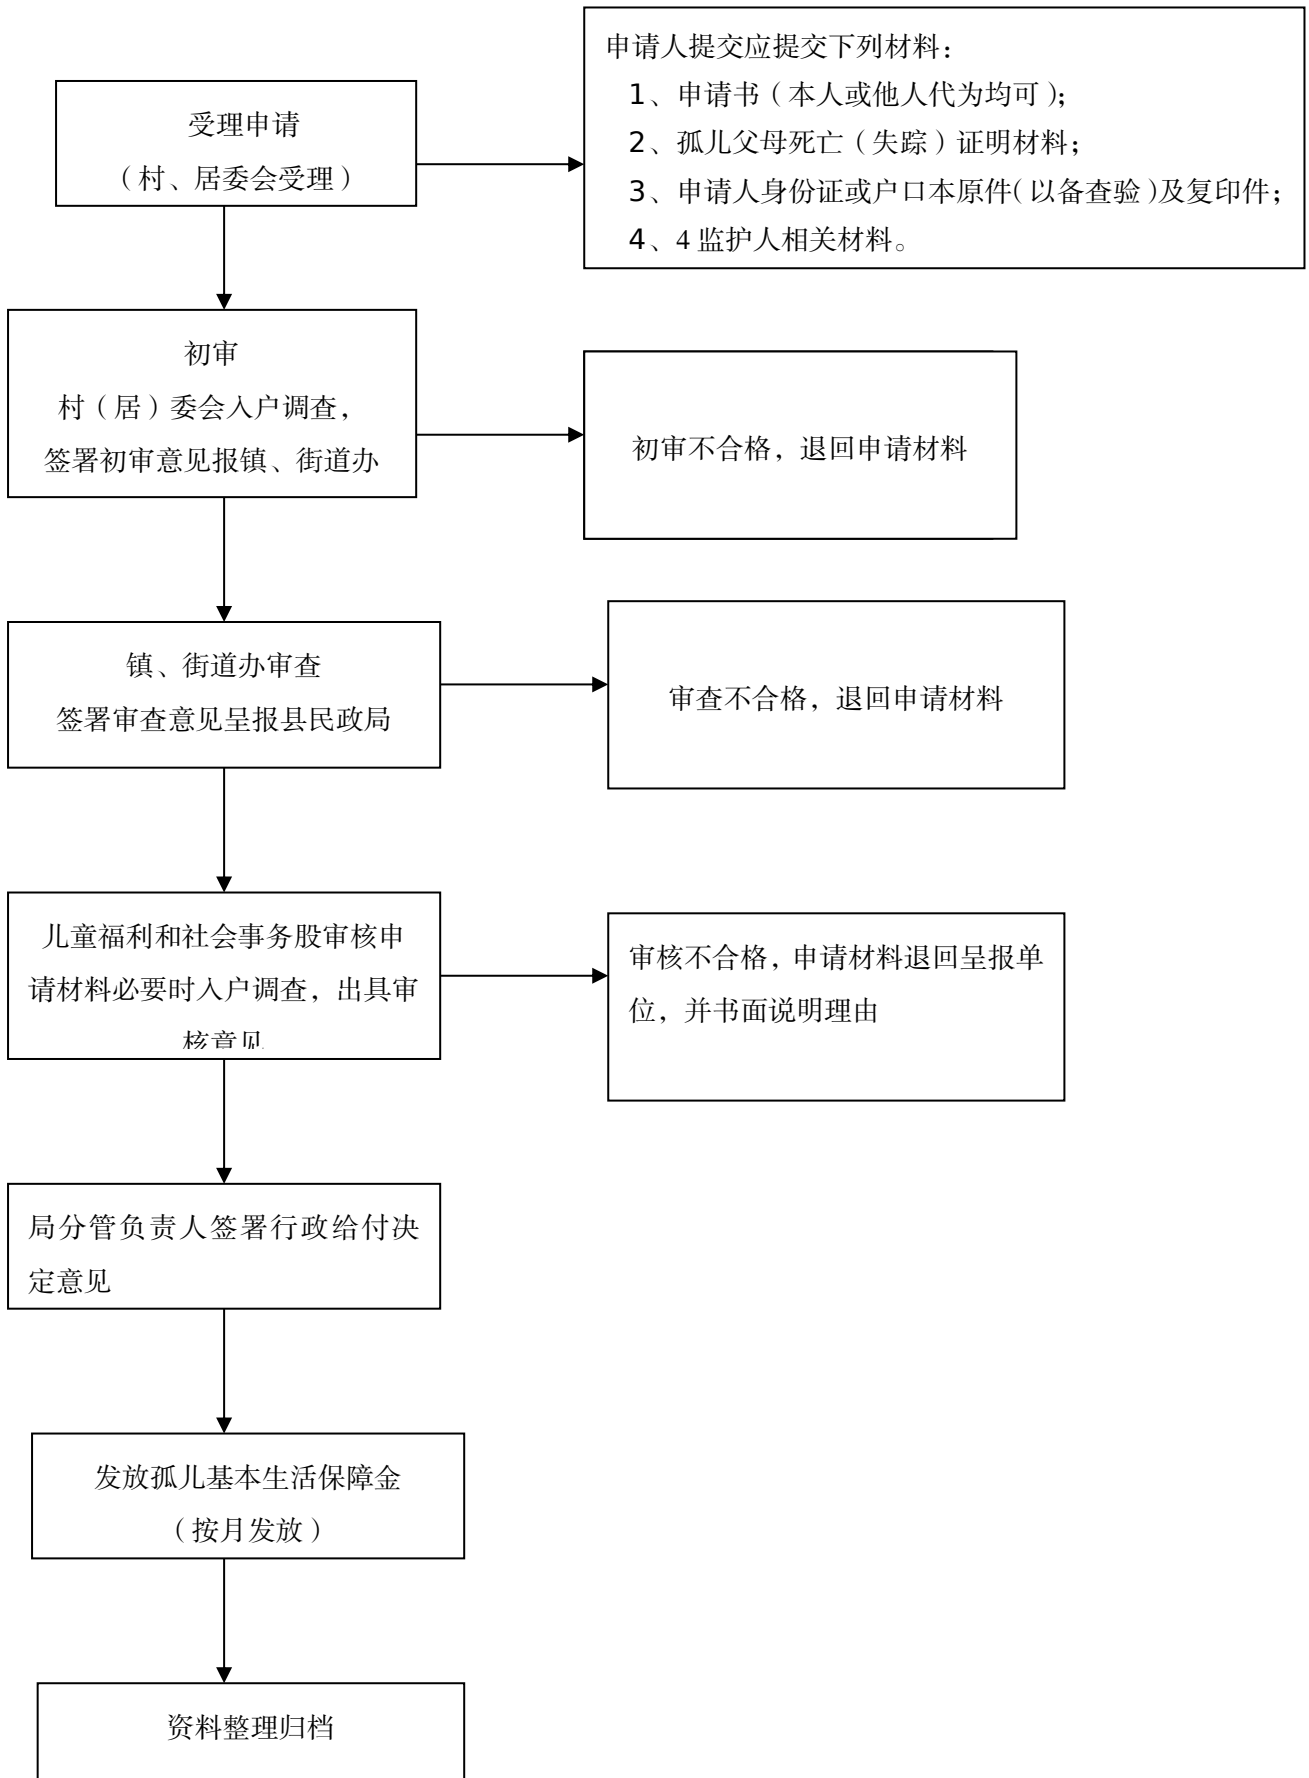 申请人提交应提交下列材料：
1、申请书（本人或他人代为均可）；
2、孤儿父母死亡（失踪）证明材料；
3、申请人身份证或户口本原件（以备查验）及复印件；
4、4 监护人相关材料。
受理申请
（村、居委会受理）
初审
村（居）委会入户调查，
签署初审意见报镇、街道办
初审不合格，退回申请材料
镇、街道办审查
签署审查意见呈报县民政局
审查不合格，退回申请材料
儿童福利和社会事务股审核申
请材料必要时入户调查，出具审
核意见
审核不合格，申请材料退回呈报单
位，并书面说明理由
局分管负责人签署行政给付决
定意见
发放孤儿基本生活保障金
（按月发放）
资料整理归档